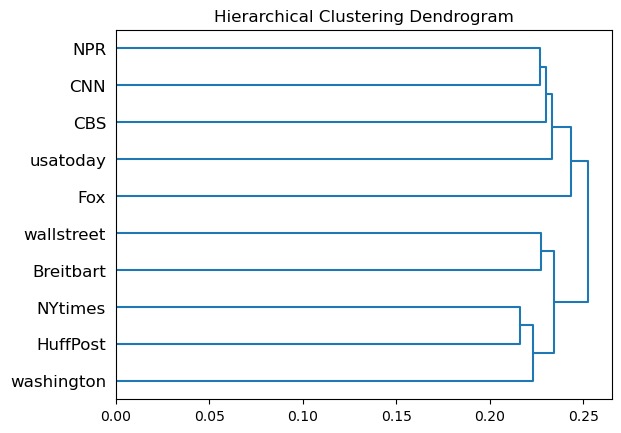 Hierarchical Clustering Dendrogram
NPR
CNN
CBS
usatoday
Fox
wallstreet
Breitbart
NYtimes
HuffPost
washington
0.00 0.05 0.10 0.15 0.20 0.25